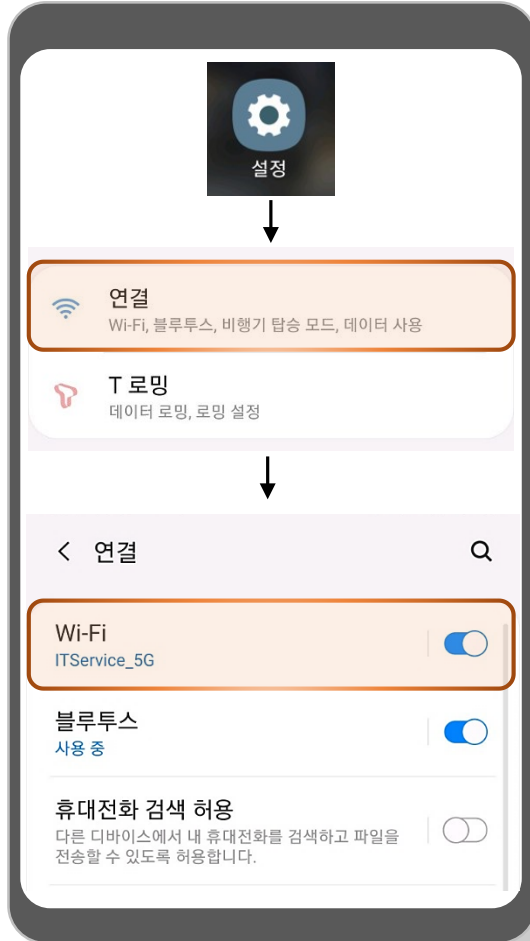 설정
연결
Wi-Fi, 블루투스, 비행기 탑승 모드, 데이터 사용
T 로밍
데이터 로밍, 로밍 설정
연결
Wi-Fi
ITService_5G
블루투스
사용 중
휴대전화 검색 허용
다른 디바이스에서 내 휴대전화를 검색하고 파일을
전송할 수 있도록 허용합니다.